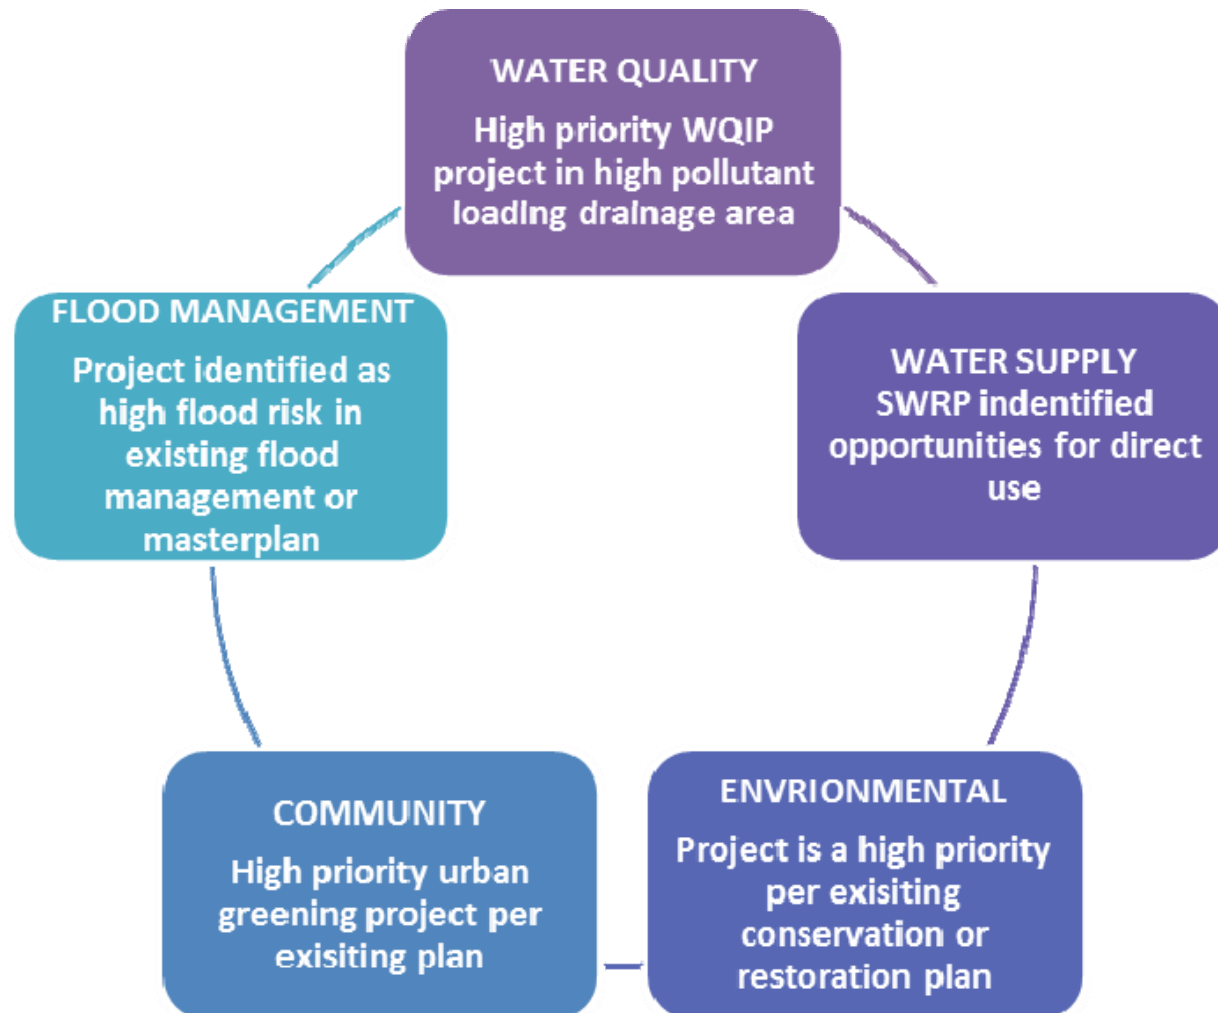 WATER QUALITY
High priority WQIP
project in high pollutant
loading drainage area
FLOOD MANAGEMENT
Project identified as
high flood risk in
existing flood
management or
masterplan
WATER SUPPLY
SWRP indentified
opportunities for direct
use
COMMUNITY
High priority urban
greening project per
exisiting plan
ENVRIONMENTAL
Project is a high priority
per exisiting
conservation or
restoration plan